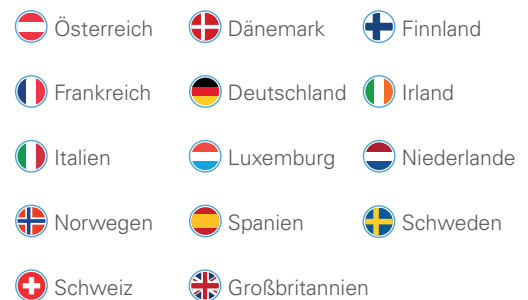 Österreich Dänemark Finnland
Frankreich Deutschland Irland
Italien Luxemburg Niederlande
Norwegen Spanien Schweden
Schweiz Großbritannien